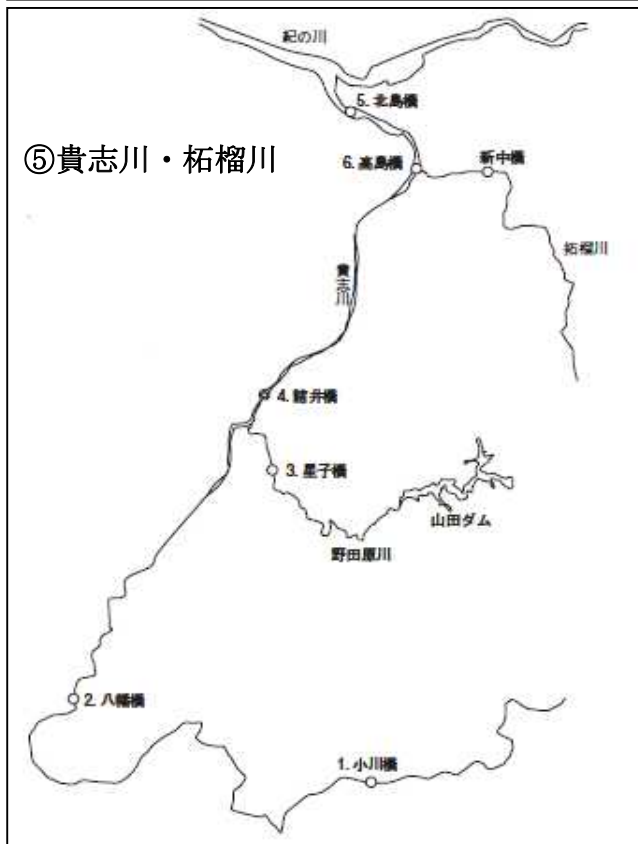 紀の川
5. 北島橋
⑤貴志川・柘榴川
6. 高島橋
新中橋
柘榴川
貴志川
4. 諸井橋
3. 星子橋
山田ダム
野田原川
2. 八幡橋
1. 小川橋